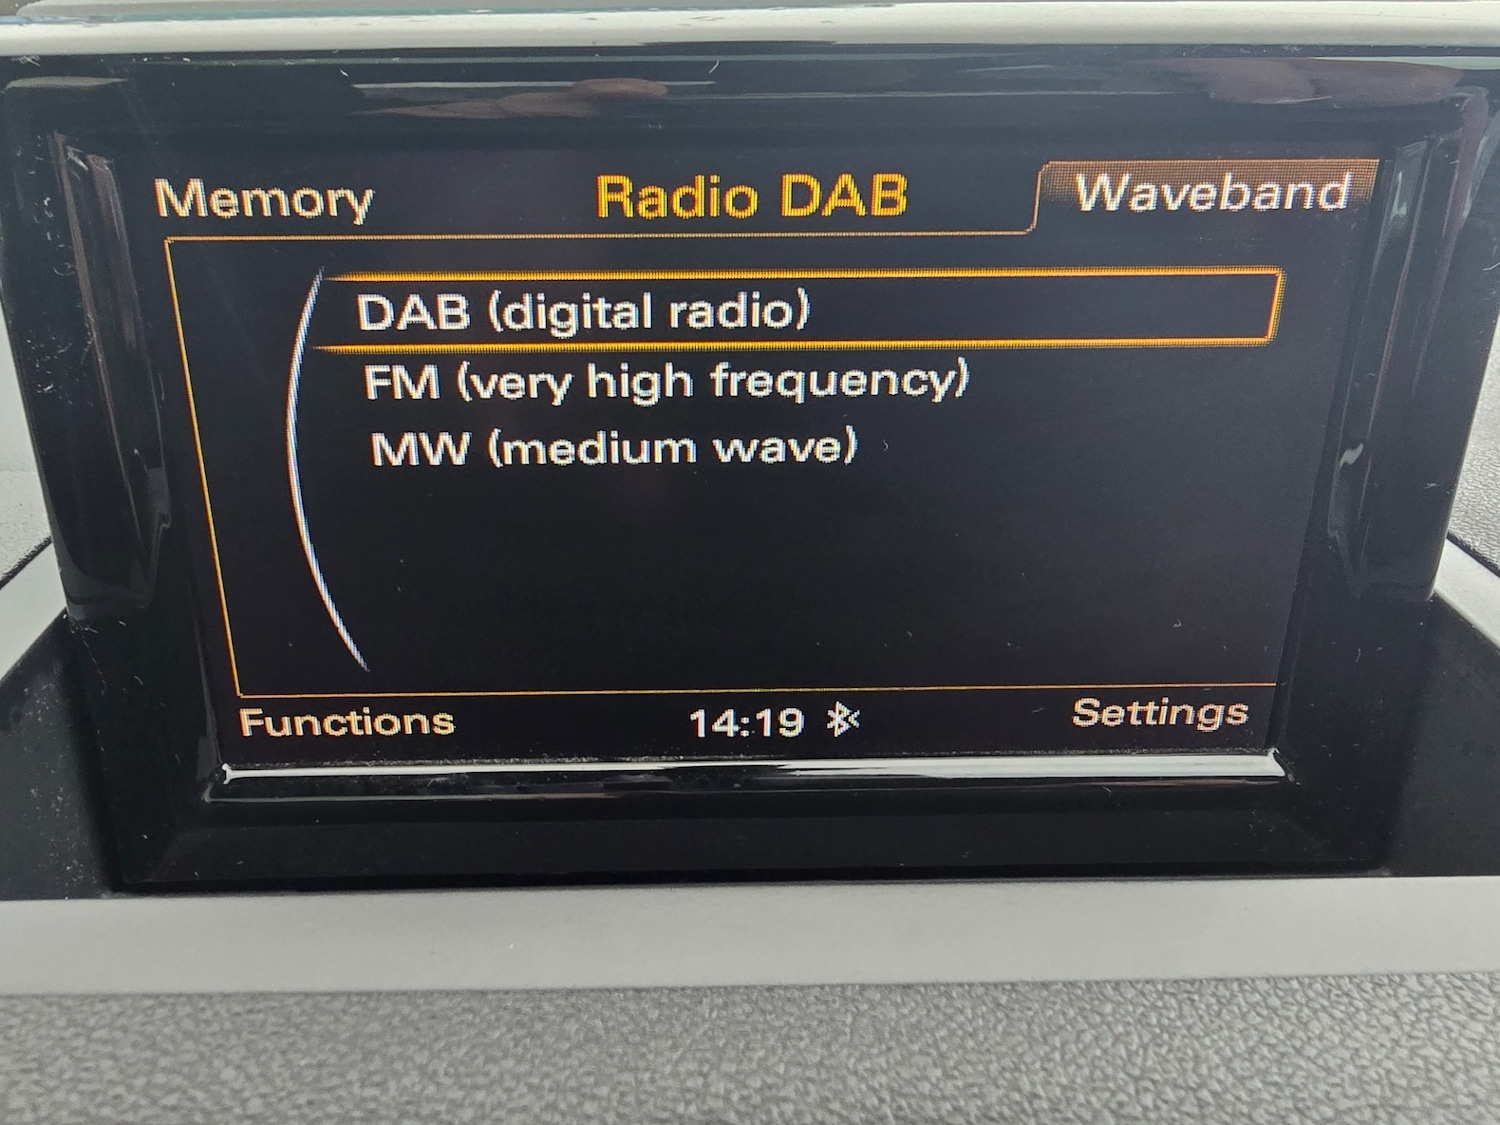 Memory Radio DAB Waveband
DAB (digital radio)
FM (very high frequency)
MW (medium wave)
Functions 14:19 Settings